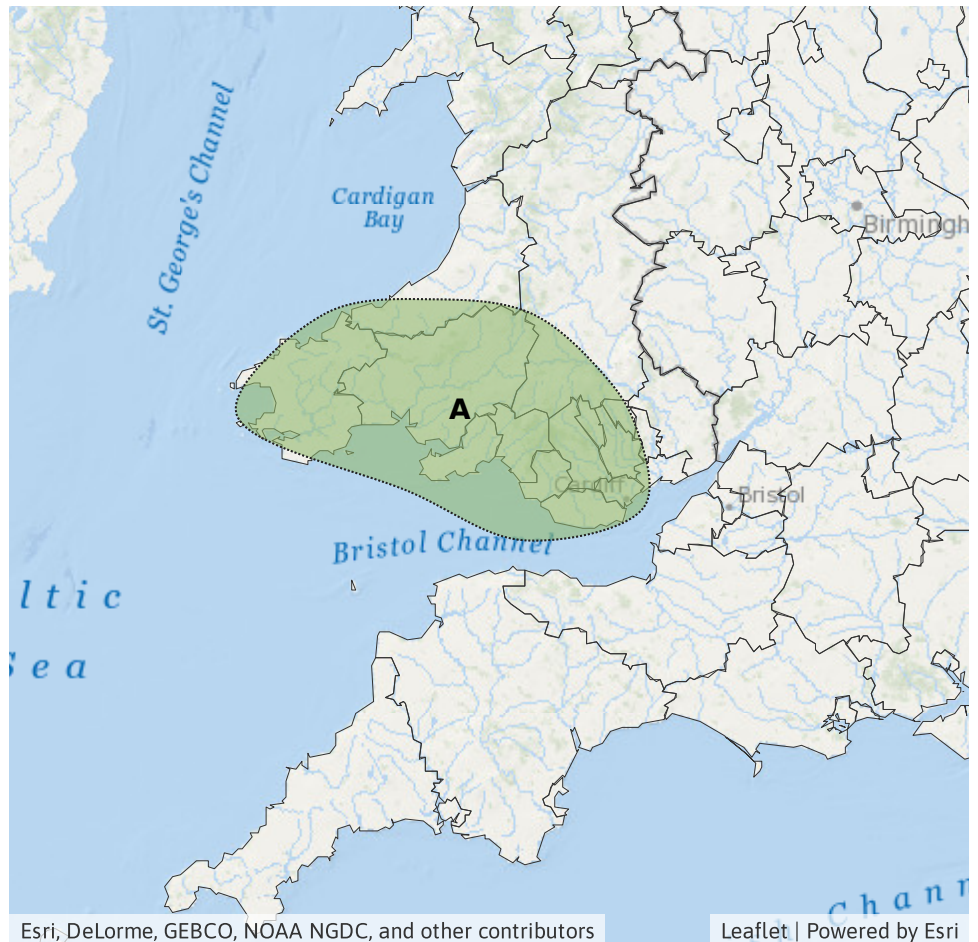 St. George's Channel
Cardigan
Bay
Birmingh
A
Cardiff
Bristol
Bristol Channel
ltic
Sea
Chann
Esri, DeLorme, GEBCO, NOAA NGDC, and other contributors
Leaflet | Powered by Esri